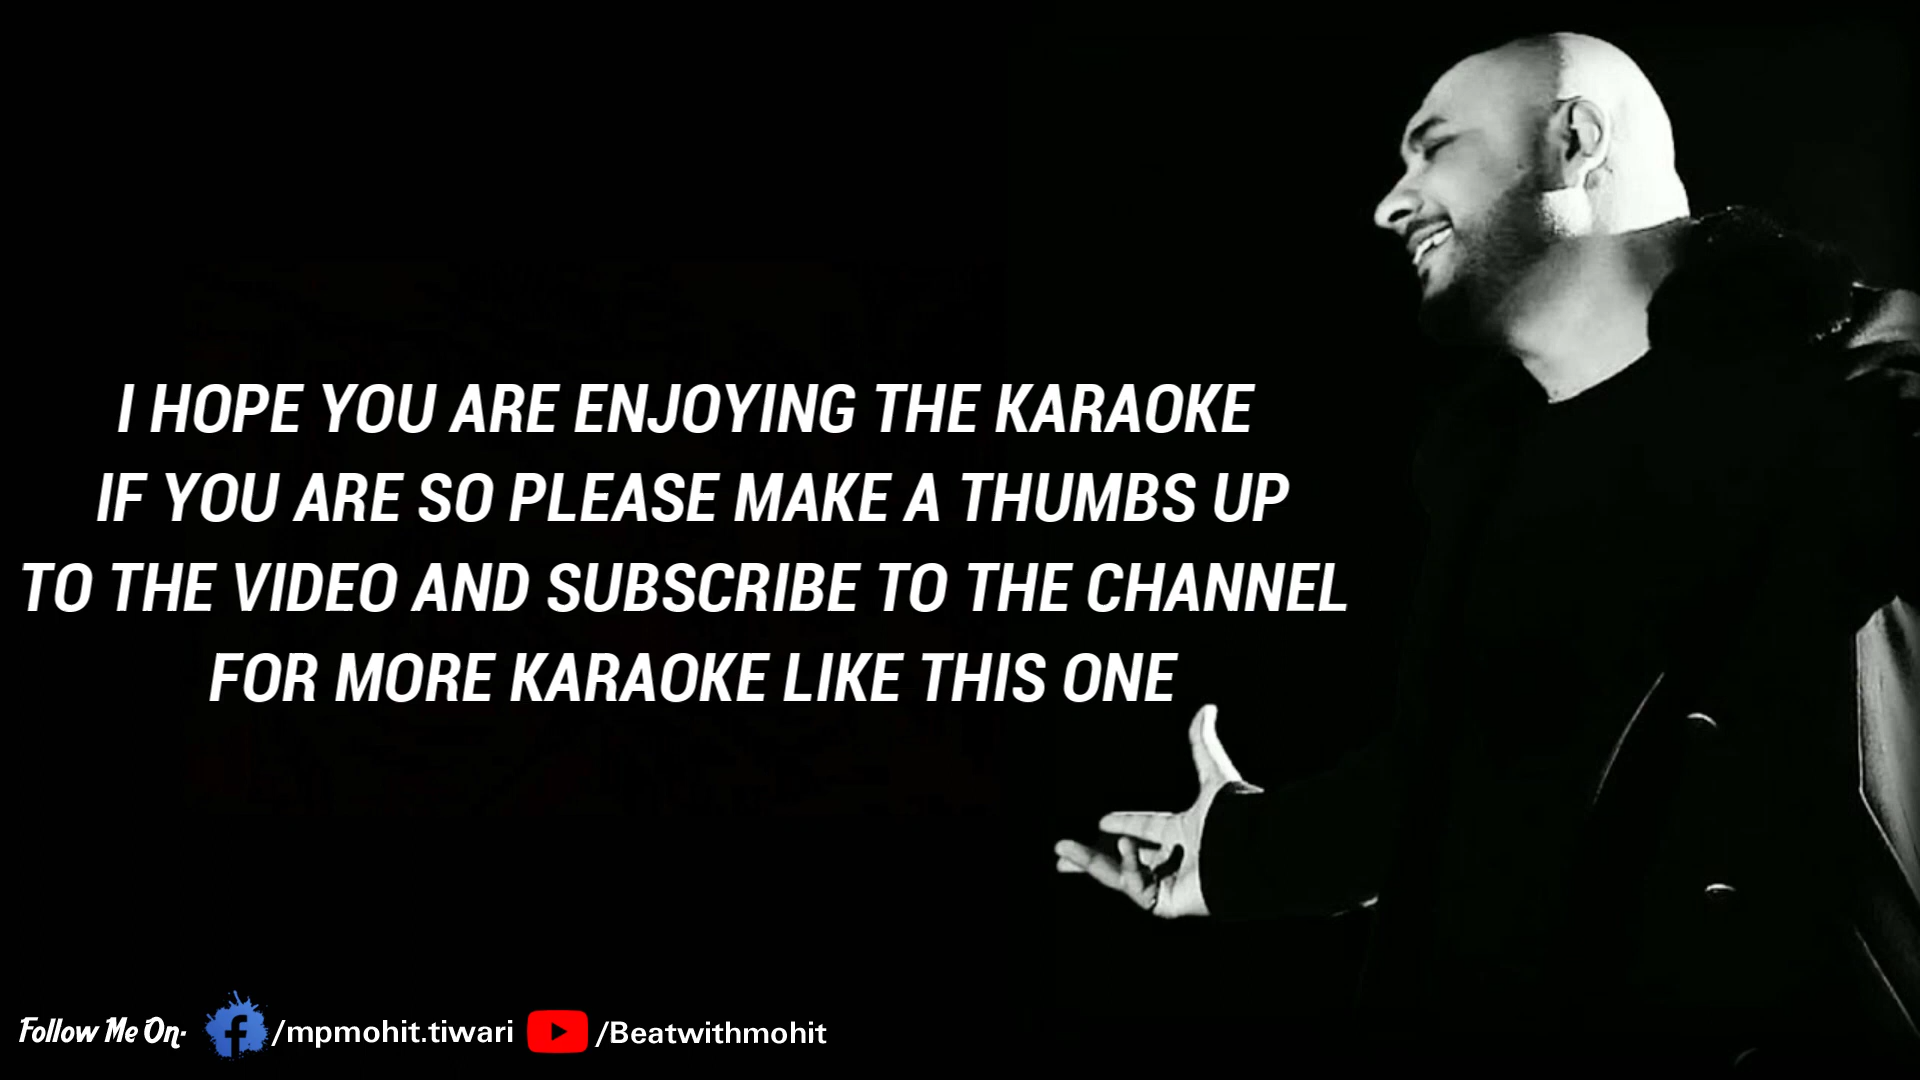 I HOPE YOU ARE ENJOYING THE KARAOKE
IF YOU ARE SO PLEASE MAKE A THUMBS UP
TO THE VIDEO AND SUBSCRIBE TO THE CHANNEL
FOR MORE KARAOKE LIKE THIS ONE
Follow Me On- f/mpmohit.tiwari /Beatwithmohit